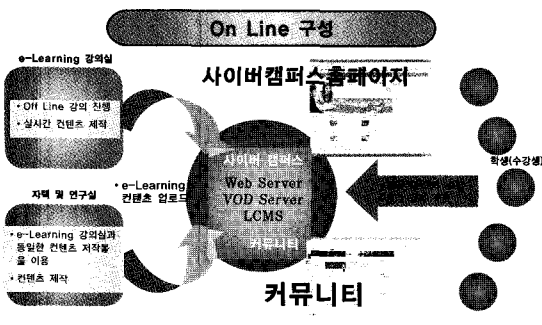 On Line 구성
e-Learning 강의실
• Off Line 강의 진행
• 실시간 컨텐츠 제작
사이버캠퍼스홈페이지
사이버 캠퍼스
Web Server
VOD Server
LCMS
커뮤니티
• e-Learning
컨텐츠 업로드
학생(수강생)
자택 및 연구실
• e-Learning 강의실과
동일한 컨텐츠 저작툴
을 이용
• 컨텐츠 제작
커뮤니티